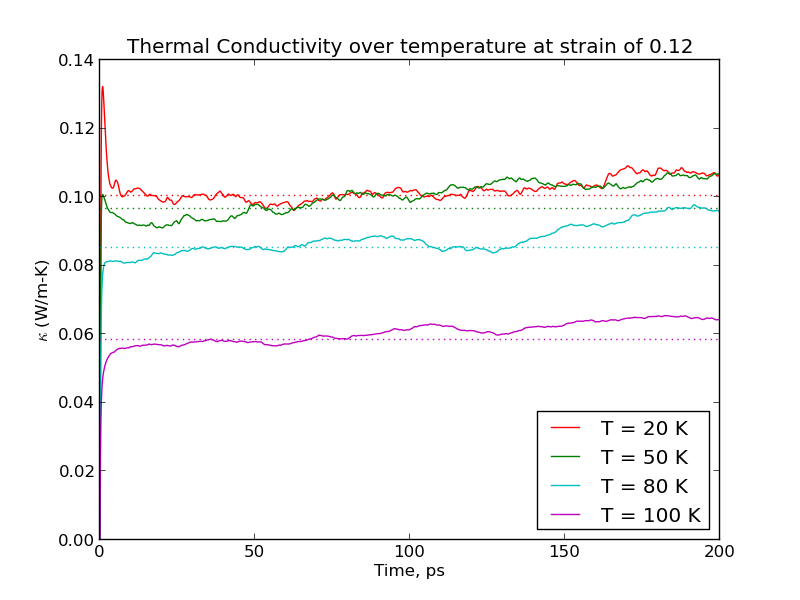 Thermal Conductivity over temperature at strain of 0.12
0.14
0.12
0.10
0.08
0.06
0.04
0.02
0.00
κ (W/m-K)
0
50
100
150
200
Time, ps
T = 20 K
T = 50 K
T = 80 K
T = 100 K